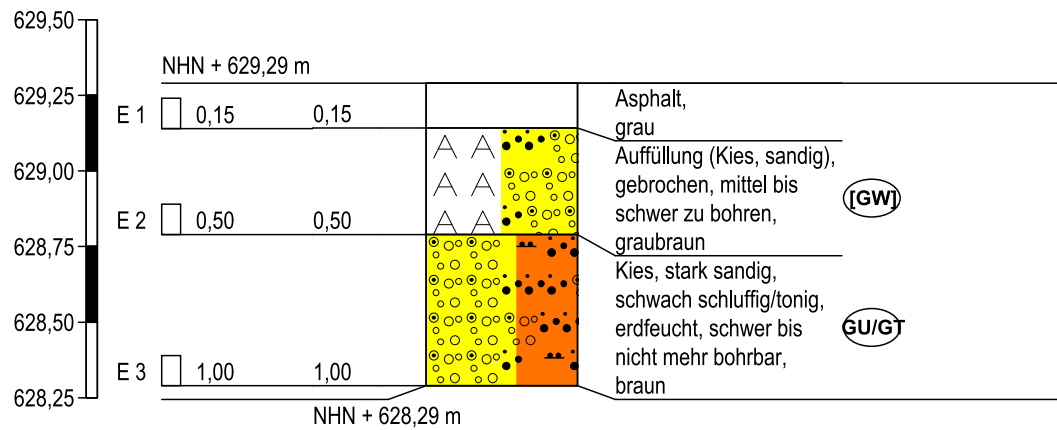 629,50
NHN + 629,29 m
629,25
E 1 0,15 0,15
Asphalt,
grau
629,00
Auffüllung (Kies, sandig),
gebrochen, mittel bis
schwer zu bohren,
graubraun
[GW]
E 2 0,50 0,50
628,75
Kies, stark sandig,
schwach schluffig/tonig,
erdfeucht, schwer bis
nicht mehr bohrbar,
braun
GU/GT
628,50
E 3 1,00 1,00
628,25
NHN + 628,29 m